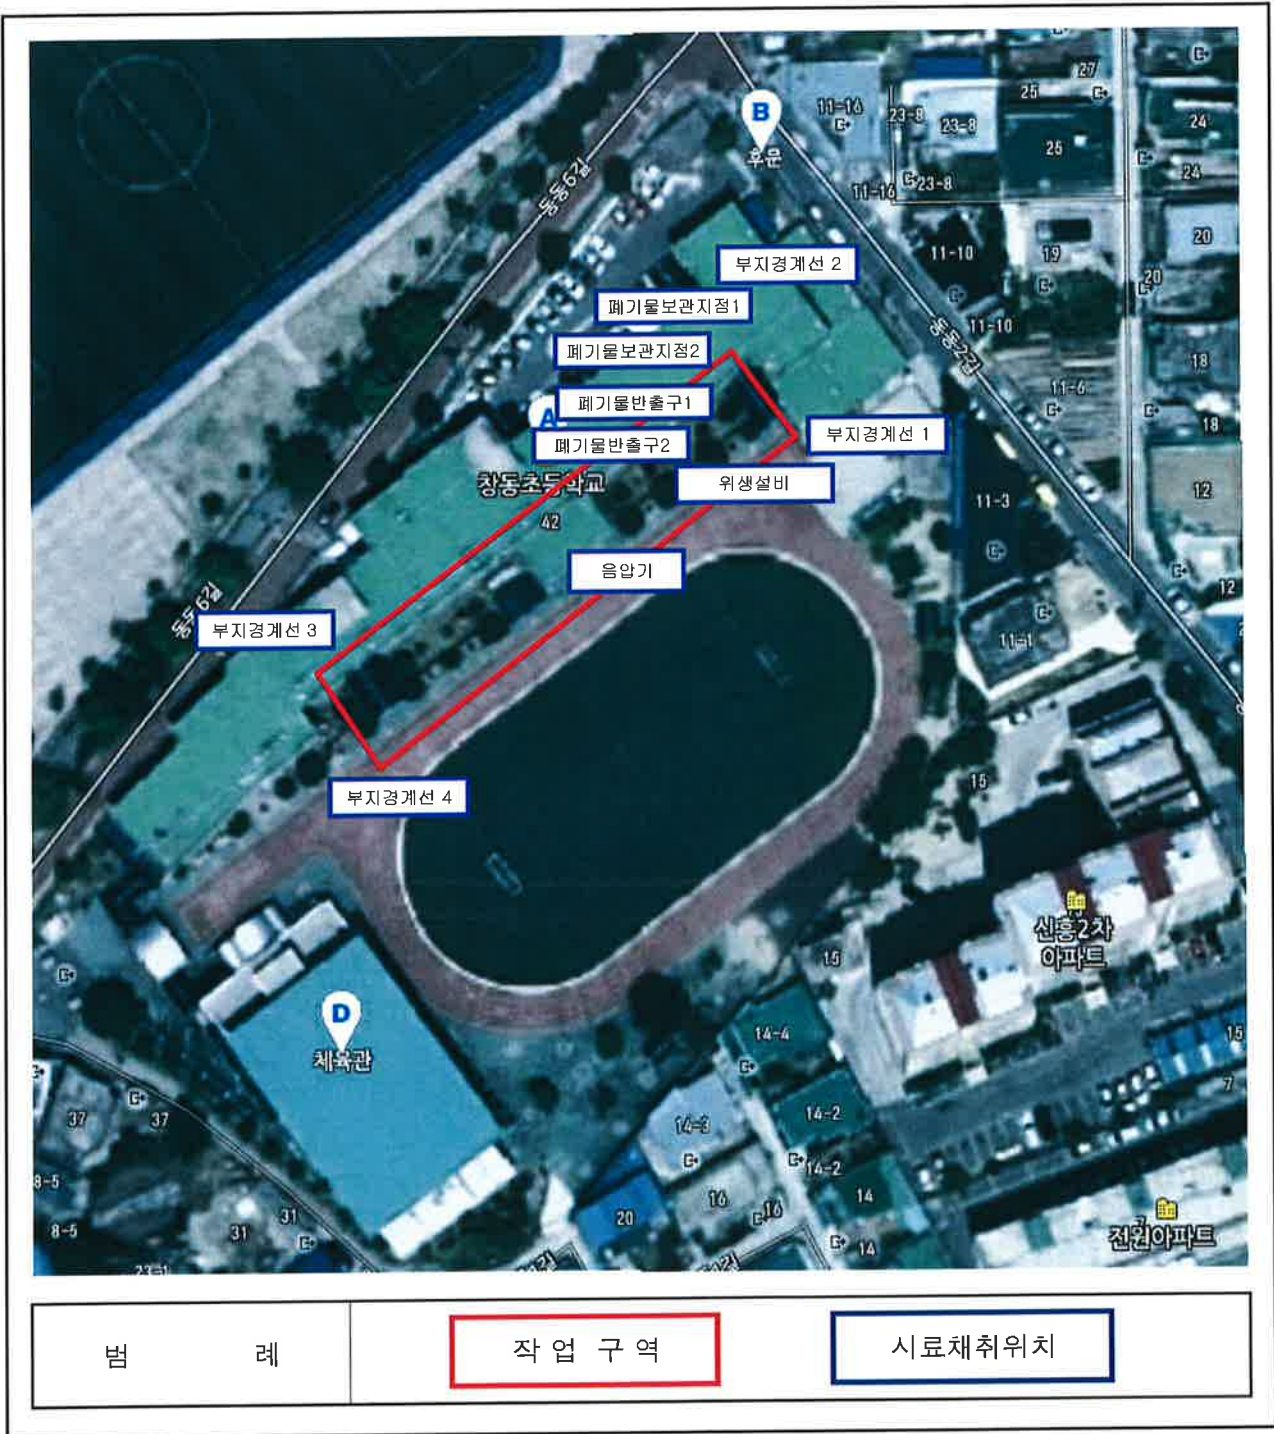 27
B
11-16
23-8
23-8
25
24
후문
26
동동6길
11-16
23-8
24
부지경계선 2
11-10
19
20
폐기물보관지점1
20
동동2길
11-10
폐기물보관지점2
18
11-6
A
폐기물반출구1
폐기물반출구2
부지경계선 1
18
창동초등학교
위생설비
11-3
12
42
음압기
12
동동6길
부지경계선 3
11-1
15
부지경계선 4
신흥2차
아파트
15
D
체육관
14-4
15
7
37
37
14-3
14-2
8-5
14-2
16
14
8-5
31
31
20
16
14
전원아파트
23-1
범 례
작업 구역
시료채취위치